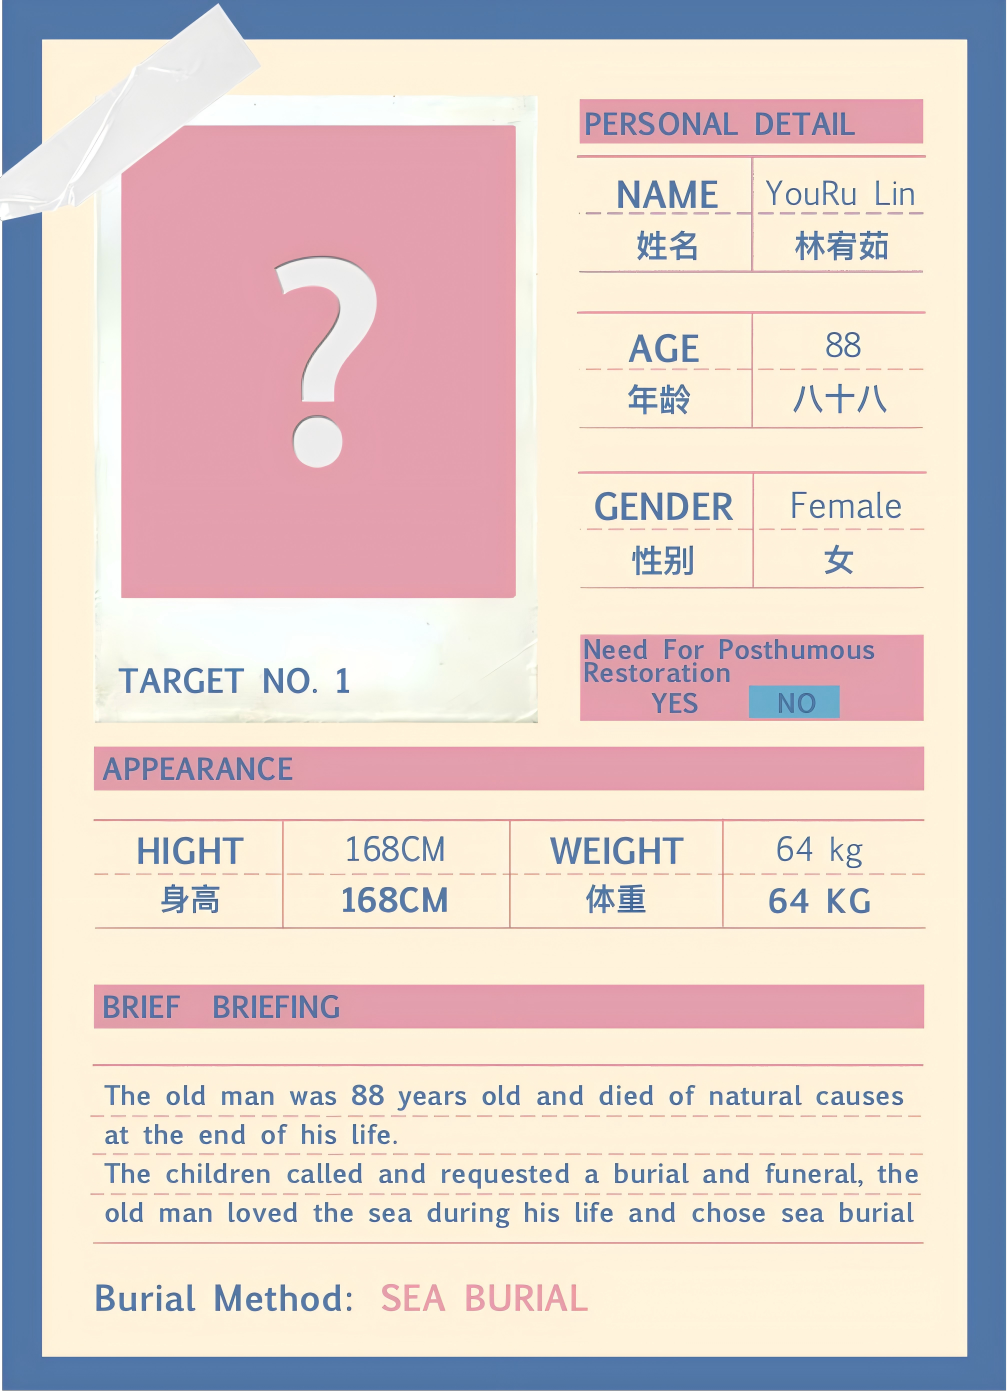 ?
TARGET NO. 1
PERSONAL DETAIL
NAME YouRu Lin
姓名 林宥茹
AGE 88
年龄 八十八
GENDER Female
性别 女
Need For Posthumous
Restoration
YES NO
APPEARANCE
HIGHT 168CM WEIGHT 64 kg
身高 168CM 体重 64 KG
BRIEF BRIEFING
The old man was 88 years old and died of natural causes
at the end of his life.
The children called and requested a burial and funeral, the
old man loved the sea during his life and chose sea burial
Burial Method: SEA BURIAL